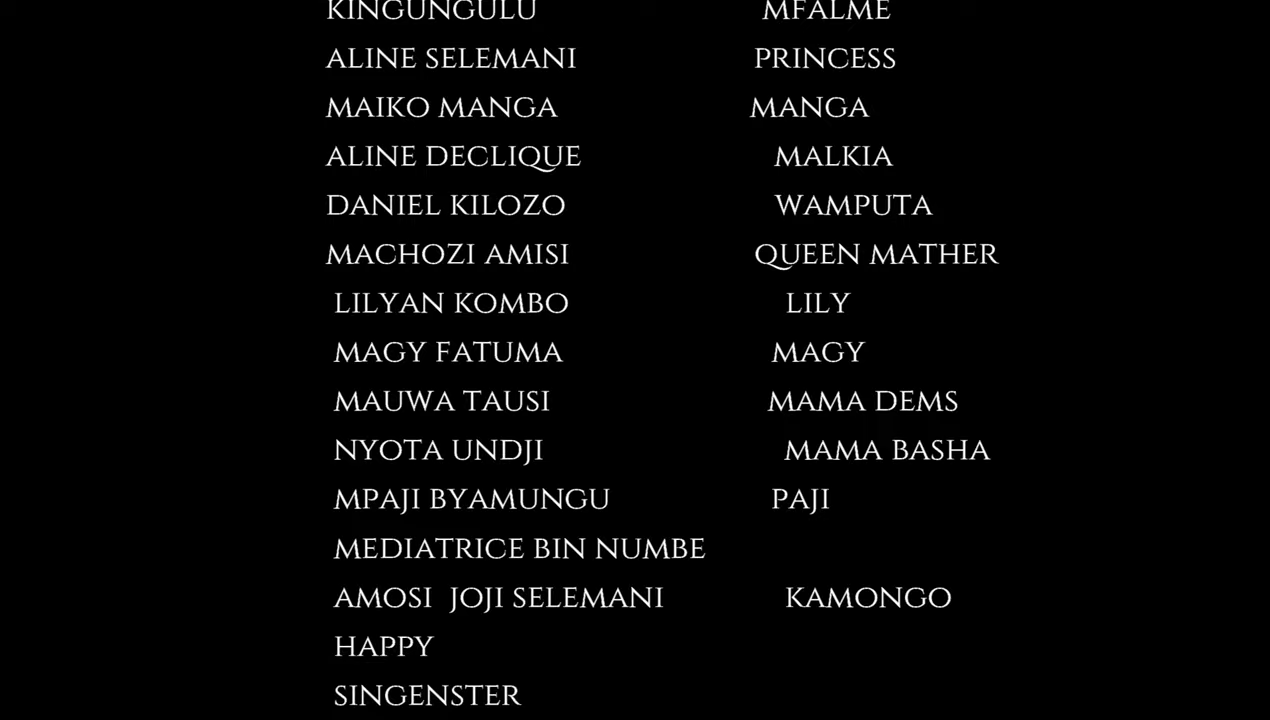 KINGUNGULU MFALME
ALINE SELEMANI PRINCESS
MAIKO MANGA MANGA
ALINE DECLIQUE MALKIA
DANIEL KILOZO WAMPUTA
MACHOZI AMISI QUEEN MATHER
LILYAN KOMBO LILY
MAGY FATUMA MAGY
MAUWA TAUSI MAMA DEMS
NYOTA UNDJI MAMA BASHA
MPAJI BYAMUNGU PAJI
MEDIATRICE BIN NUMBE
AMOSI JOJI SELEMANI KAMONGO
HAPPY
SINGENSTER